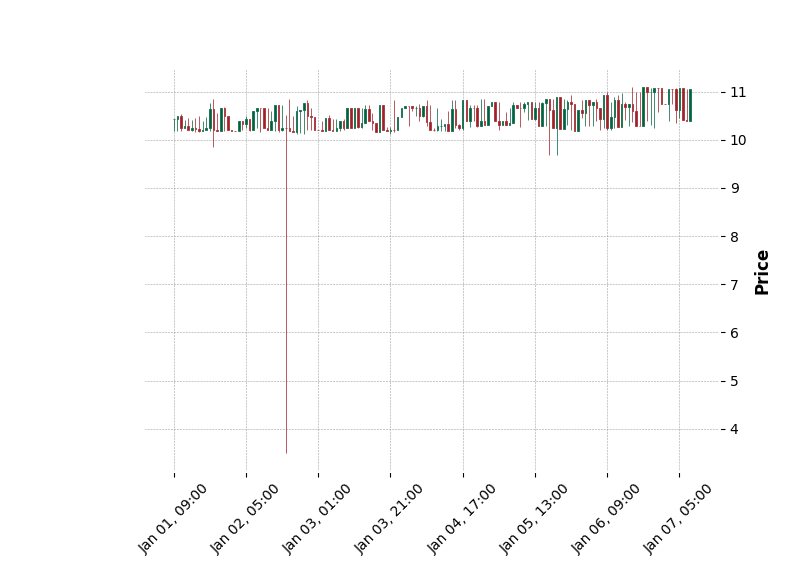 11
10
9
8
7
6
5
4
Price
Jan 01, 09:00
Jan 02, 05:00
Jan 03, 01:00
Jan 03, 21:00
Jan 04, 17:00
Jan 05, 13:00
Jan 06, 09:00
Jan 07, 05:00